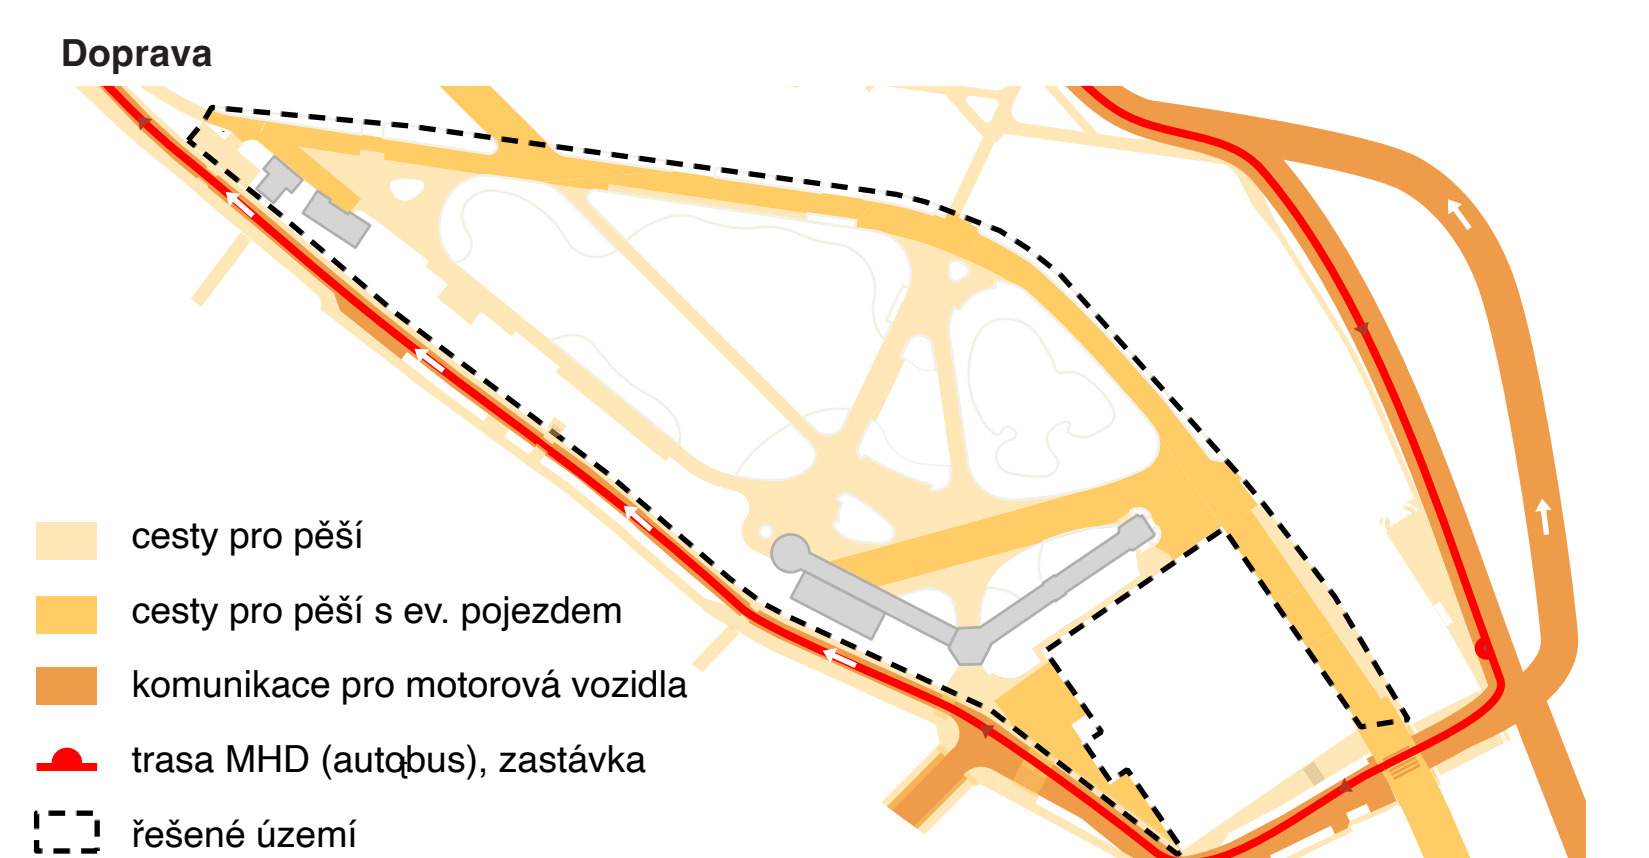 Doprava
cesty pro pěší
cesty pro pěší s ev. pojezdem
komunikace pro motorová vozidla
trasa MHD (autobus), zastávka
řešené území